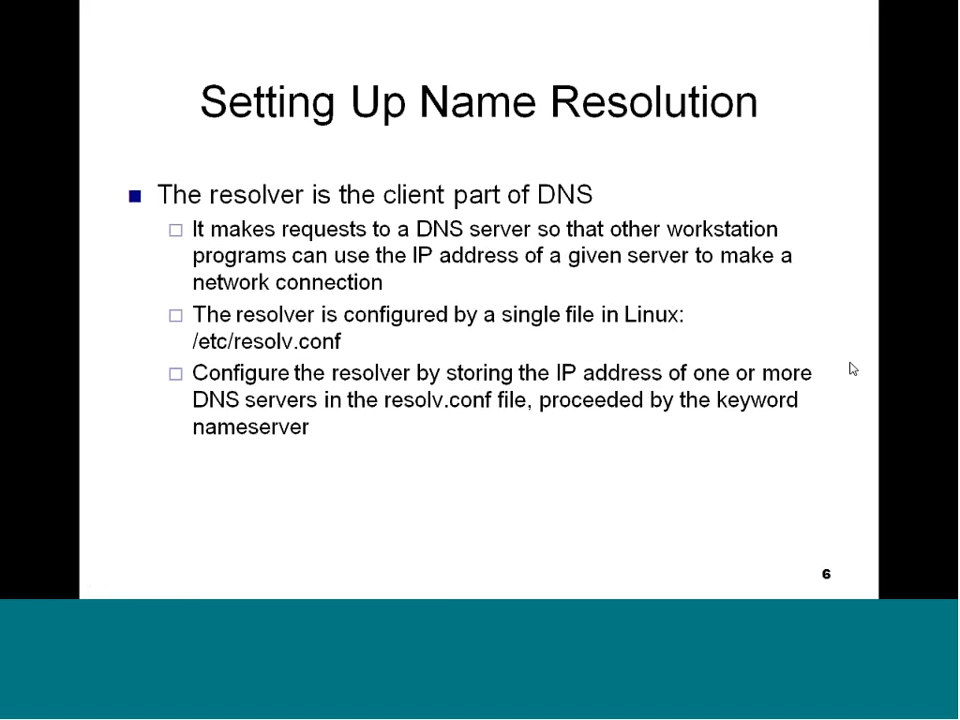 Setting Up Name Resolution
The resolver is the client part of DNS
It makes requests to a DNS server so that other workstation
programs can use the IP address of a given server to make a
network connection
The resolver is configured by a single file in Linux:
/etc/resolv.conf
Configure the resolver by storing the IP address of one or more
DNS servers in the resolv.conf file, proceeded by the keyword
nameserver
6